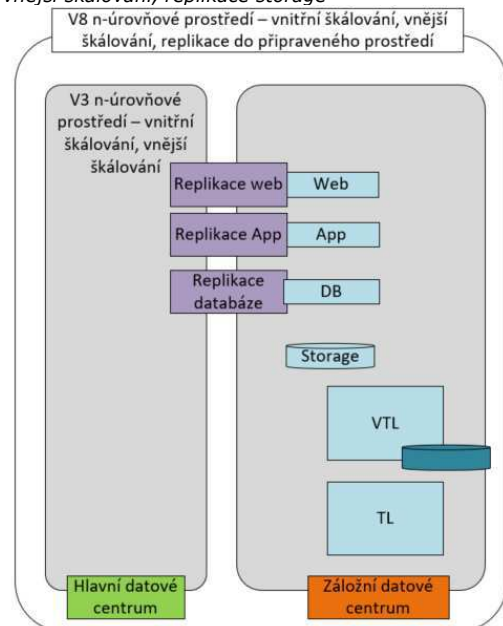 vnější škálování, replikace Storage
V8 n-úrovňové prostředí – vnitřní škálování, vnější
škálování, replikace do připraveného prostředí
V3 n-úrovňové
prostředí – vnitřní
škálování, vnější
škálování
Replikace web
Web
Replikace App
App
Replikace
databáze
DB
Storage
VTL
TL
Hlavní datové
centrum
Záložní datové
centrum